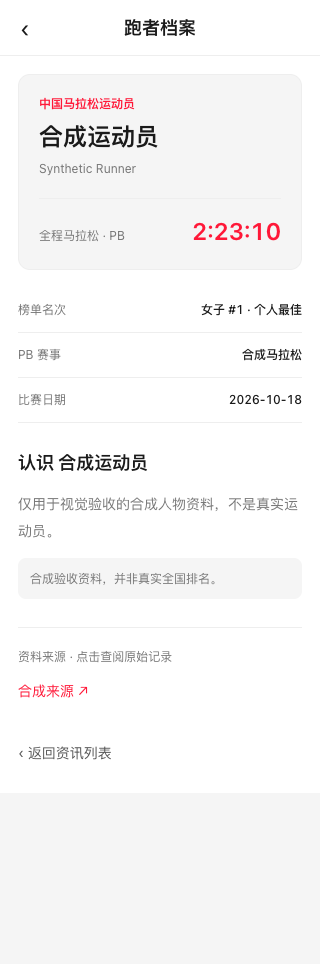 ‹ 跑者档案
中国马拉松运动员
合成运动员
Synthetic Runner
全程马拉松 · PB 2:23:10
榜单名次 女子 #1 · 个人最佳
PB 赛事 合成马拉松
比赛日期 2026-10-18
认识 合成运动员
仅用于视觉验收的合成人物资料，不是真实运
动员。
合成验收资料，并非真实全国排名。
资料来源 · 点击查阅原始记录
合成来源 ↗
‹ 返回资讯列表